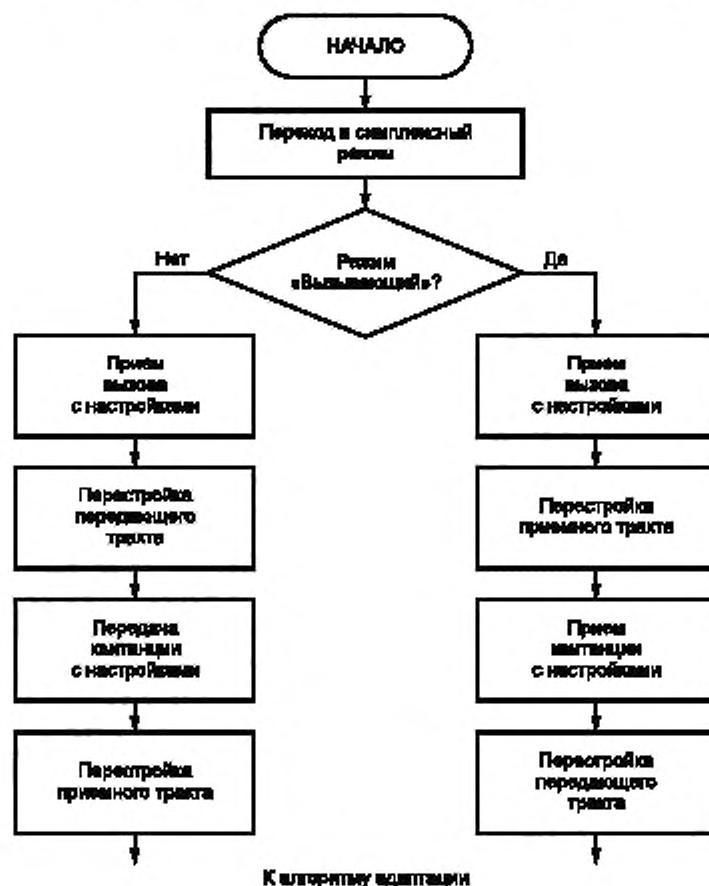 НАЧАЛО
Переход в симплексный
режим
Режим
«Вызывающий»?
Нет
Да
Прием
вызова
с настройками
Перестройка
передающего
тракта
Передача
квитанции
с настройками
Перестройка
приемного тракта
Прием
вызова
с настройками
Перестройка
приемного тракта
Прием
квитанции
с настройками
Перестройка
передающего
тракта
К алгоритму адаптации